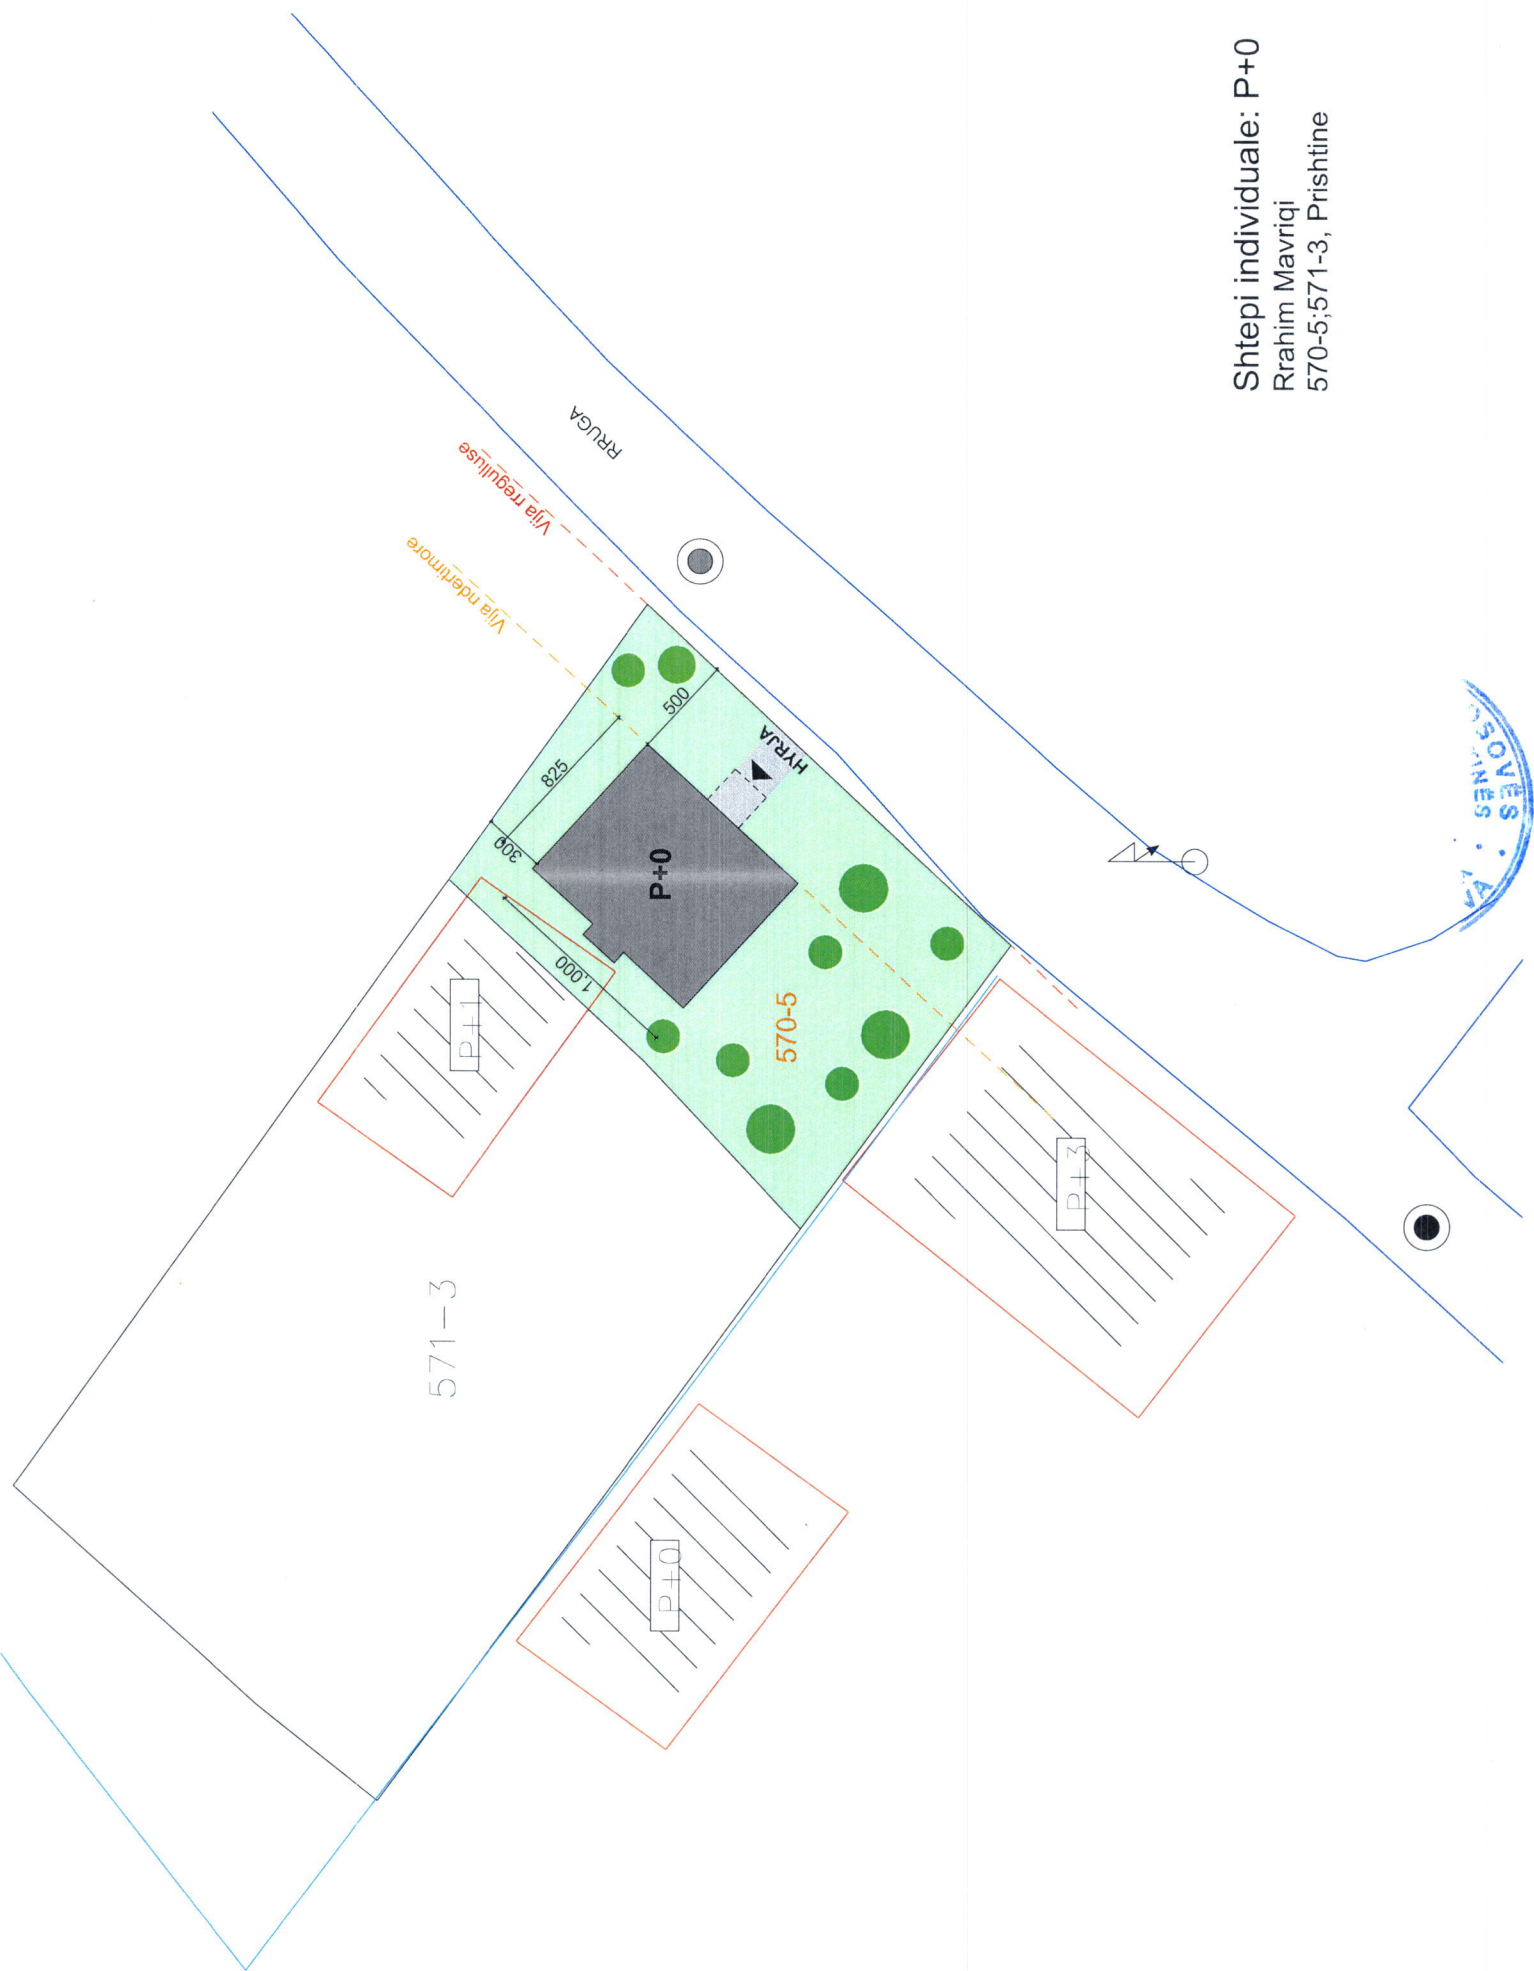 Shtepi individuale: P+0
Rrahim Mavriqi
570-5;571-3, Prishtine
RRUGA
Vija rregulluse
Vija ndertimore
500
825
300
1.000
HYRJA
P+0
570-5
P+1
571-3
P+3
P+0